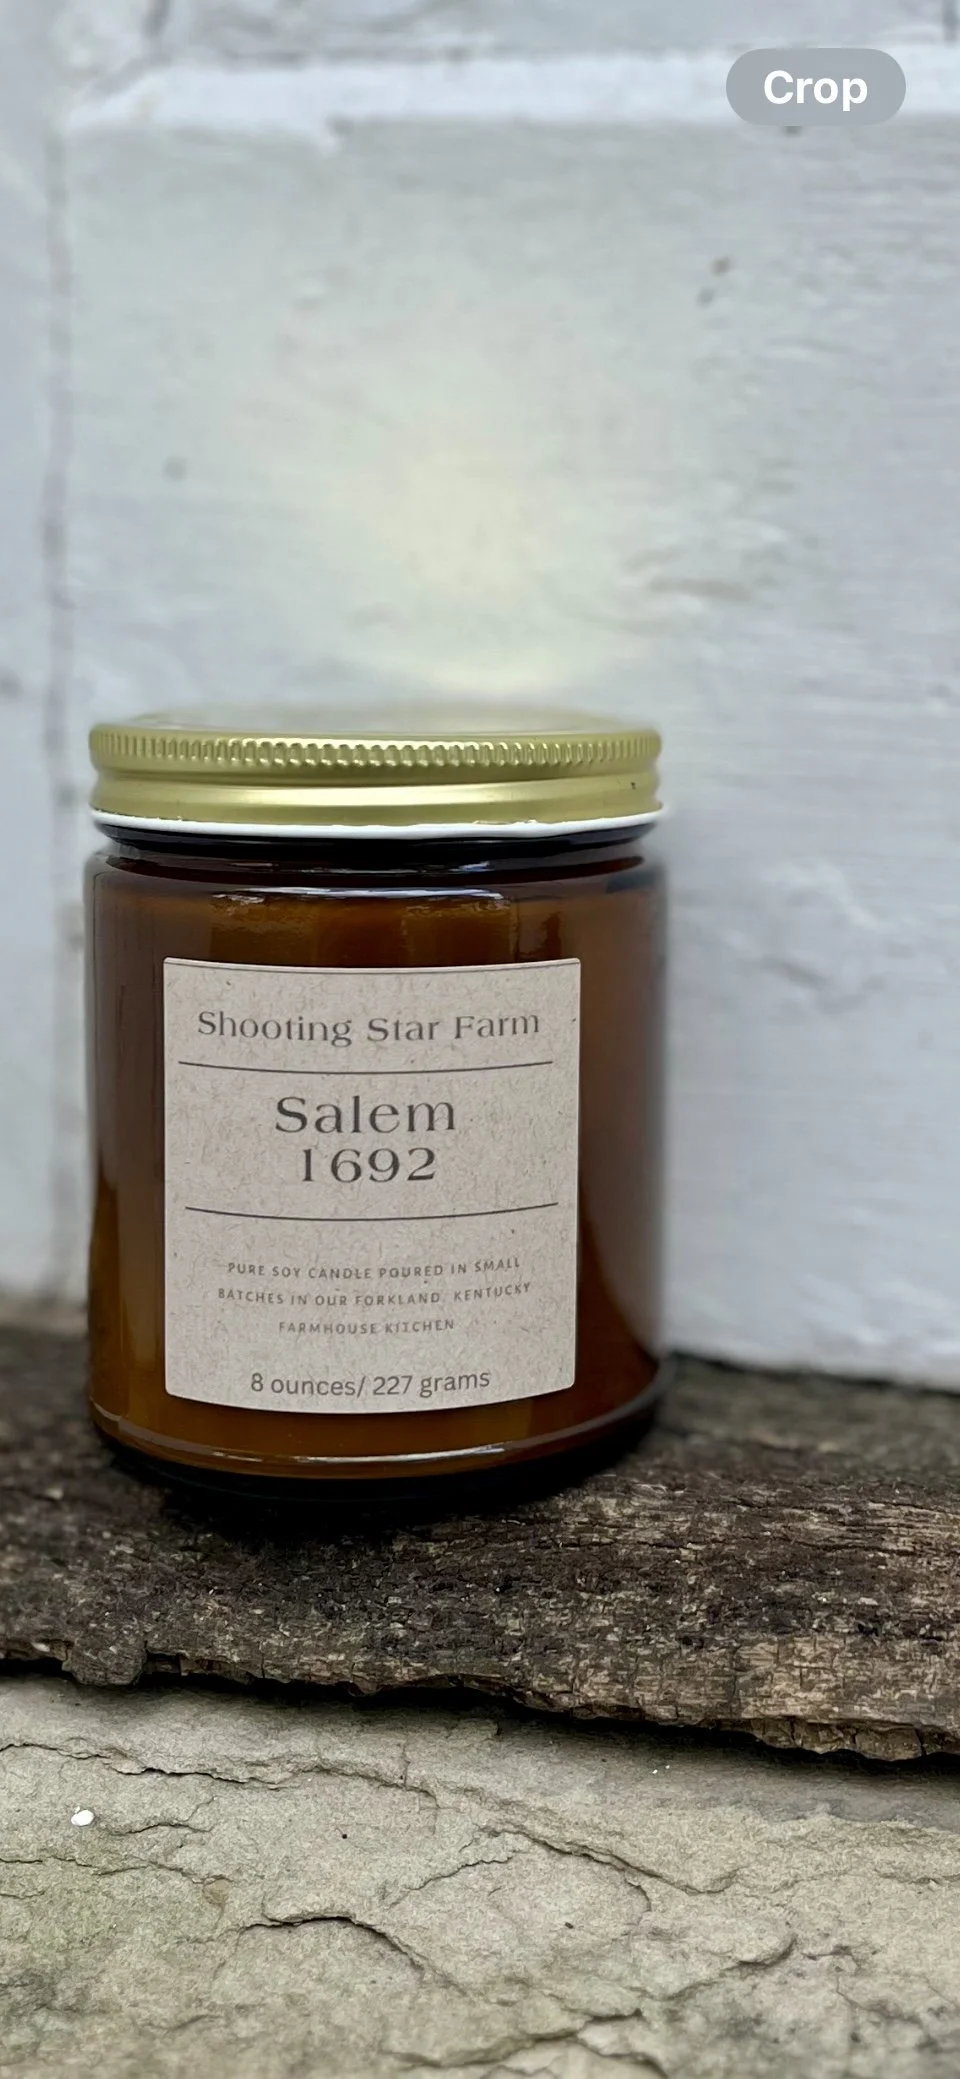 Crop
Shooting Star Farm
Salem
1692
PURE SOY CANDLE POURED IN SMALL
BATCHES IN OUR FORKLAND, KENTUCKY
FARMHOUSE KITCHEN
8 ounces/ 227 grams